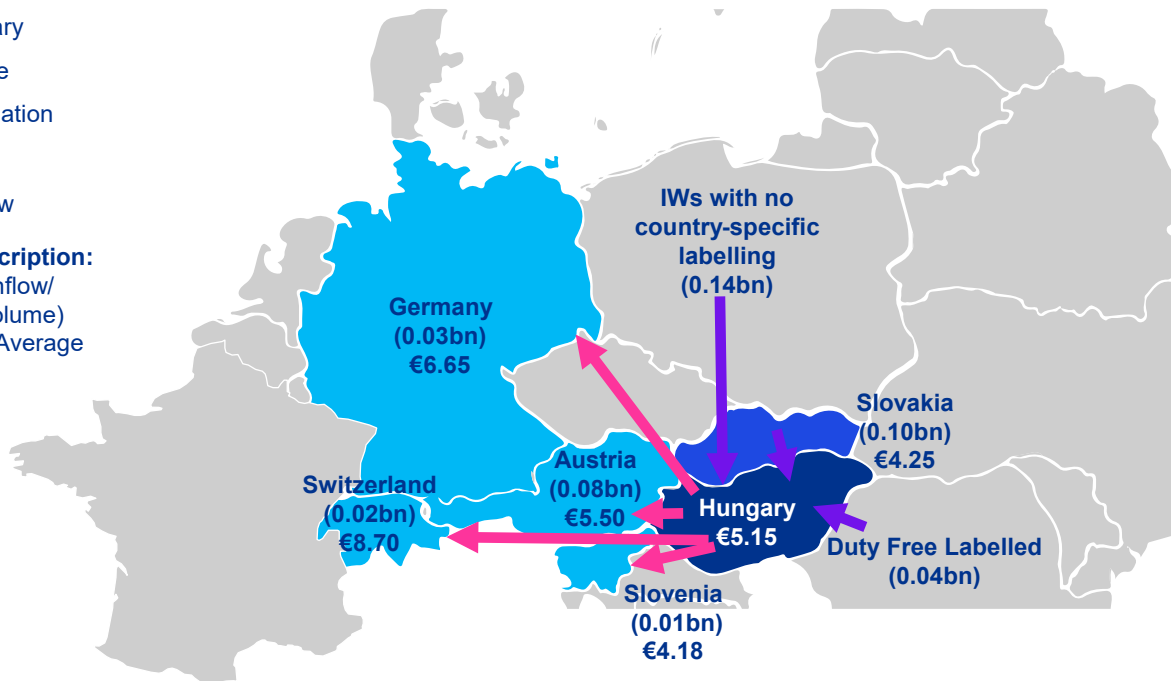 ary
e
ation
w
cription:
nflow/
olume)
Average
IWs with no
country-specific
labelling
(0.14bn)
Germany
(0.03bn)
€6.65
Slovakia
(0.10bn)
€4.25
Austria
(0.08bn)
€5.50
Switzerland
(0.02bn)
€8.70
Hungary
€5.15
Duty Free Labelled
(0.04bn)
Slovenia
(0.01bn)
€4.18